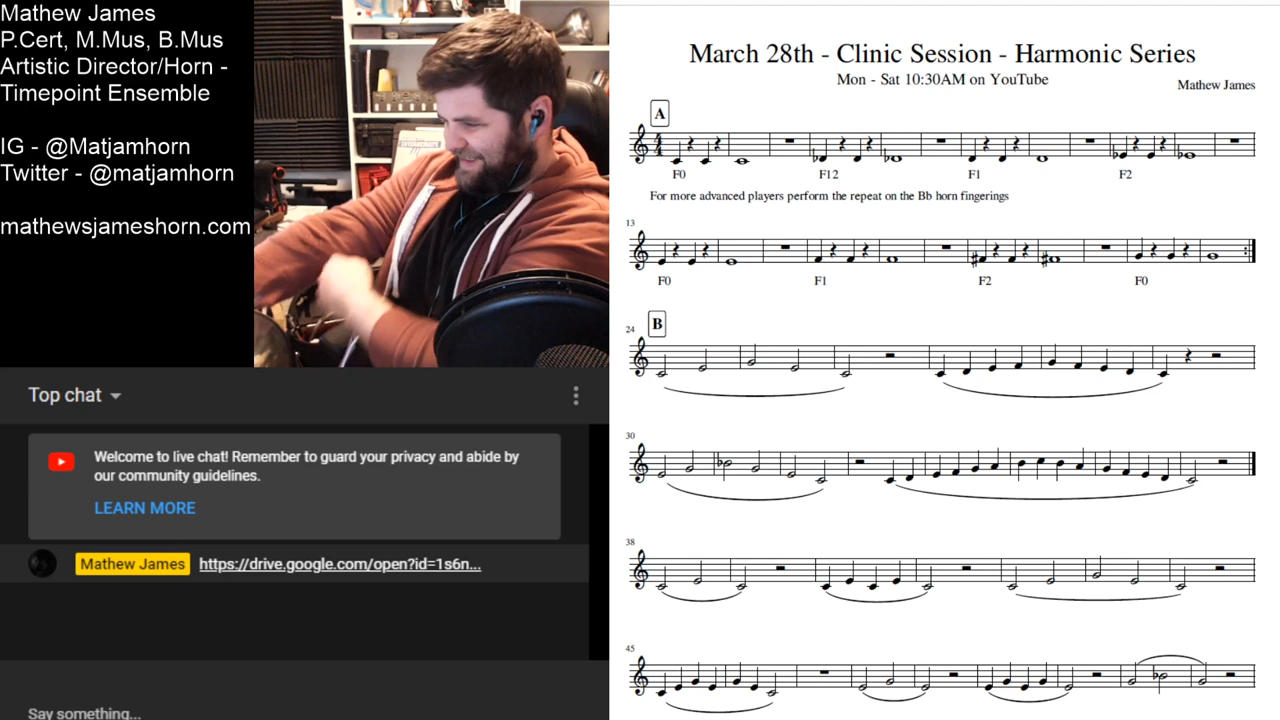 Mathew James
P.Cert, M.Mus, B.Mus
Artistic Director/Horn -
Timepoint Ensemble
IG - @Matjamhorn
Twitter - @matjamhorn
mathewsjameshorn.com
Top chat
Welcome to live chat! Remember to guard your privacy and abide by
our community guidelines.
LEARN MORE
Mathew James https://drive.google.com/open?id=1s6n...
Say something...
March 28th - Clinic Session - Harmonic Series
Mon - Sat 10:30AM on YouTube
Mathew James
A
F0 F12 F1 F2
For more advanced players perform the repeat on the Bb horn fingerings
13
F0 F1 F2 F0
B
24
30
38
45